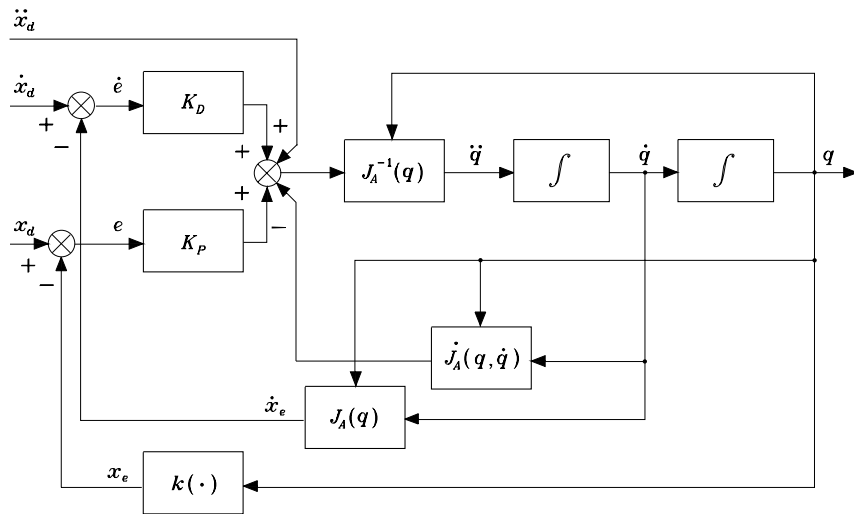 ẍ_d
ẋ_d ė K_D
+ − + +
J_A^{-1}(q) q̈ ∫ q̇ ∫ q
+ −
x_d e K_P
+ −
J̇_A(q, q̇)
ẋ_e J_A(q)
x_e k(·)